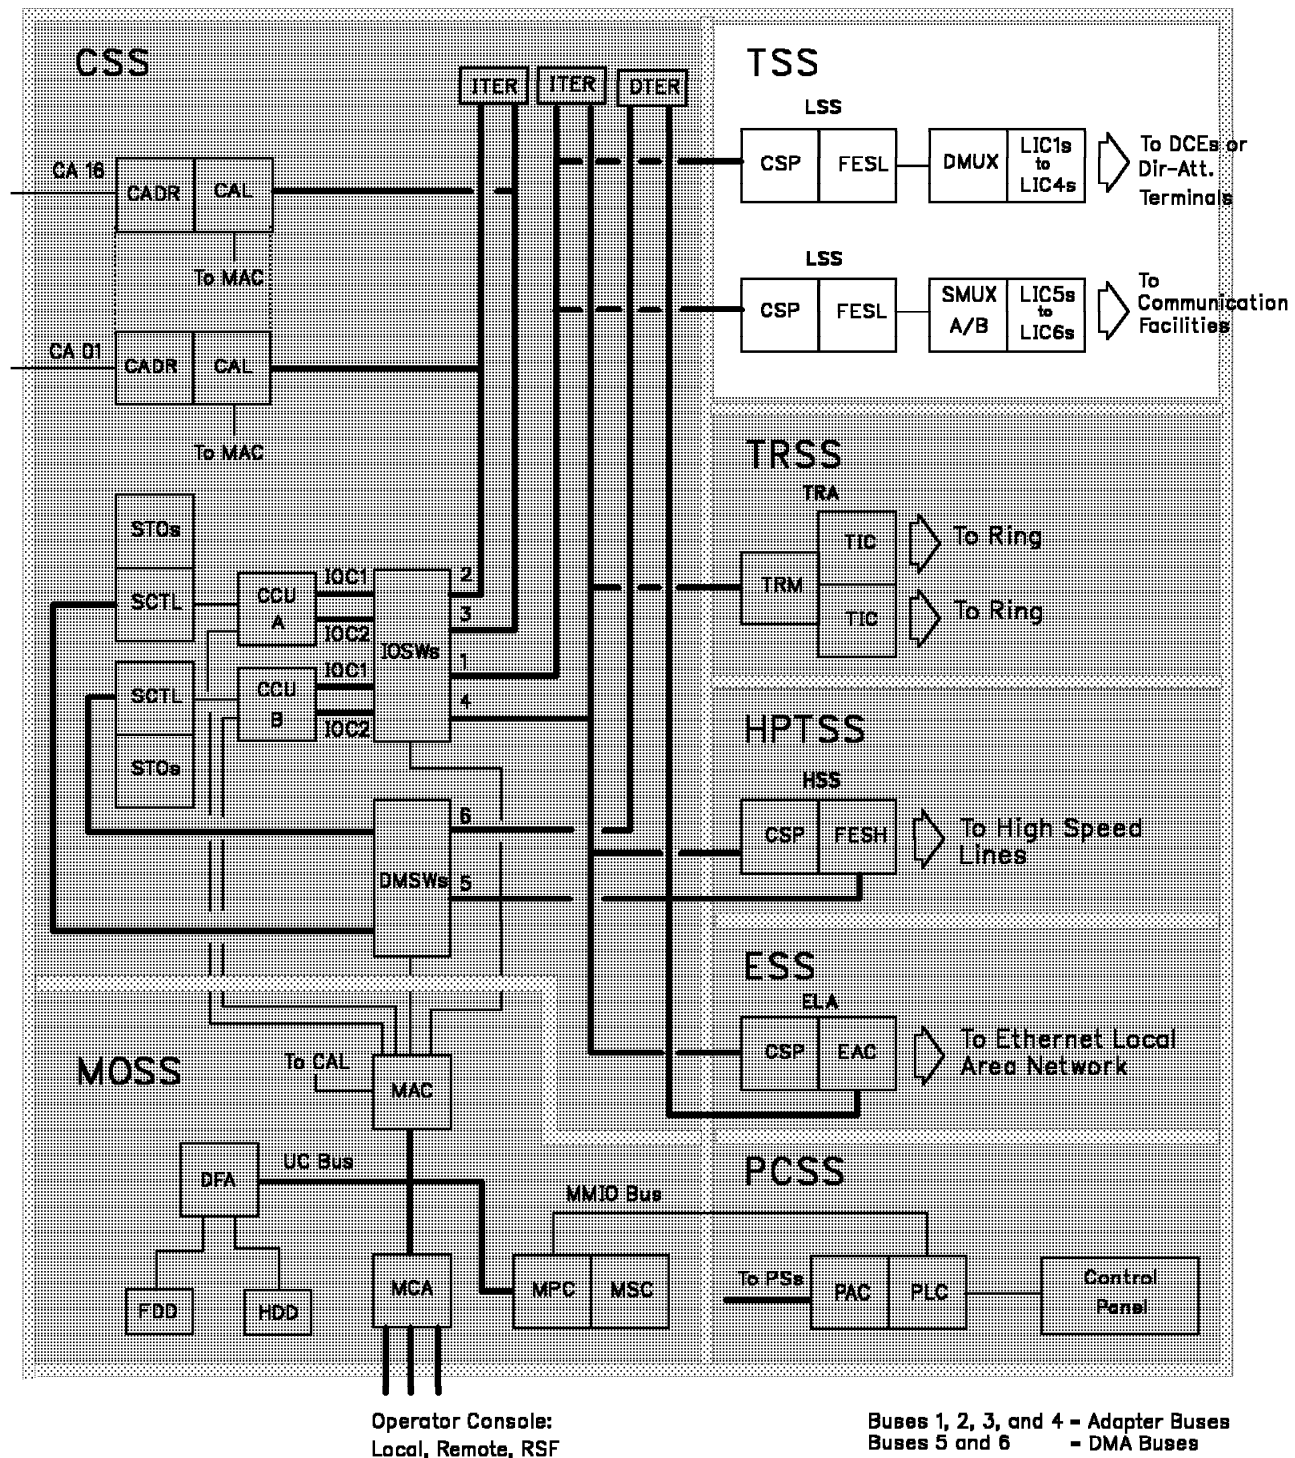 CSS
ITER
ITER
DTER
TSS
LSS
CSP
FESL
DMUX
LIC1s
to
LIC4s
To DCEs or
Dir-Att.
Terminals
CA 16
CADR
CAL
To MAC
LSS
CSP
FESL
SMUX
A/B
LIC5s
to
LIC6s
To
Communication
Facilities
CA 01
CADR
CAL
To MAC
TRSS
TRA
TIC
To Ring
TRM
TIC
To Ring
STOs
SCTL
CCU
A
IOC1
IOC2
IOSWs
2
3
1
4
SCTL
STOs
CCU
B
IOC1
IOC2
HPTSS
HSS
CSP
FESH
To High Speed
Lines
DMSWs
6
5
ESS
ELA
CSP
EAC
To Ethernet Local
Area Network
MOSS
To CAL
MAC
DFA
UC Bus
FDD
HDD
MCA
MMIO Bus
MPC
MSC
PCSS
To PSs
PAC
PLC
Control
Panel
Operator Console:
Local, Remote, RSF
Buses 1, 2, 3, and 4 = Adapter Buses
Buses 5 and 6 = DMA Buses